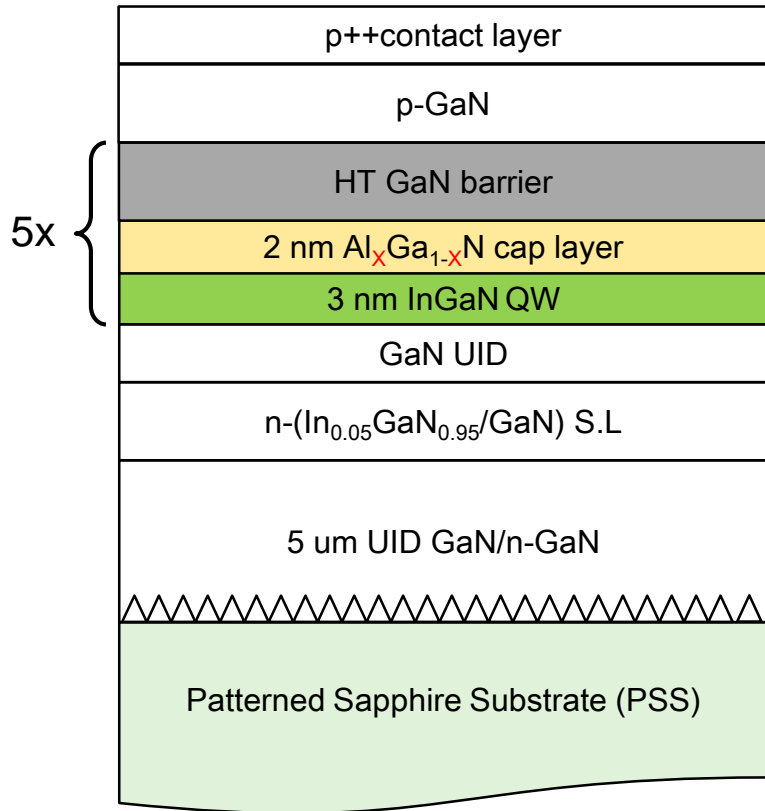 p++contact layer
p-GaN
HT GaN barrier
5x
2 nm AlXGa1-XN cap layer
3 nm InGaN QW
GaN UID
n-(In0.05GaN0.95/GaN) S.L
5 um UID GaN/n-GaN
Patterned Sapphire Substrate (PSS)